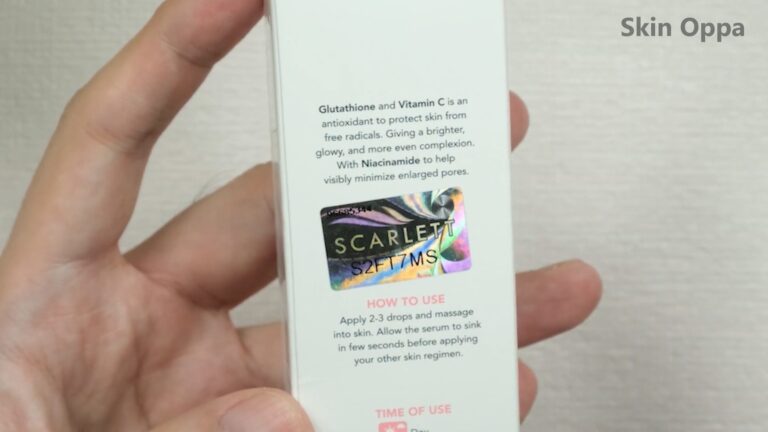 Skin Oppa
Glutathione and Vitamin C is an
antioxidant to protect skin from
free radicals. Giving a brighter,
glowy, and more even complexion.
With Niacinamide to help
visibly minimize enlarged pores.
SCARLETT
S2FT7MS
HOW TO USE
Apply 2-3 drops and massage
into skin. Allow the serum to sink
in few seconds before applying
your other skin regimen.
TIME OF USE
Day